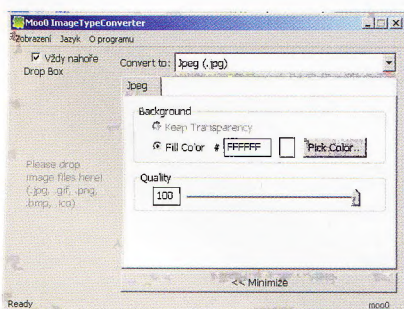 Moo0 ImageTypeConverter
Zobrazení Jazyk O programu
Vždy nahoře
Drop Box
Convert to: Jpeg (.jpg)
Jpeg
Background
Keep Transparency
Fill Color # FFFFFF Pick Color..
Please drop
image files here!
(.jpg, .gif, .png,
.bmp, .ico)
Quality
100
<< Minimize
Ready
moo0